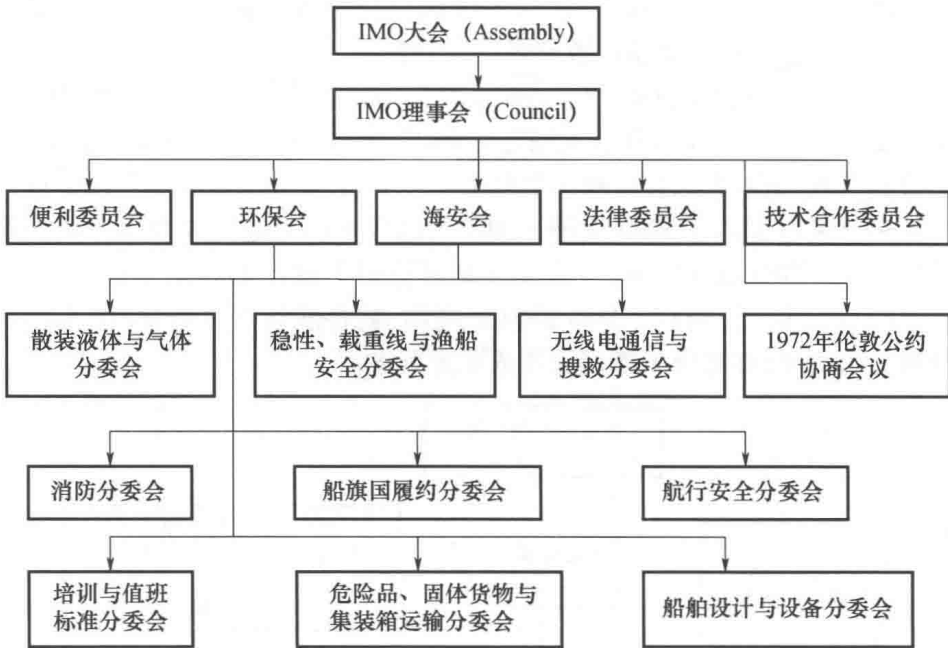 IMO大会（Assembly）
IMO理事会（Council）
便利委员会
环保会
海安会
法律委员会
技术合作委员会
散装液体与气体
分委会
稳性、载重线与渔船
安全分委会
无线电通信与
搜救分委会
1972年伦敦公约
协商会议
消防分委会
船旗国履约分委会
航行安全分委会
培训与值班
标准分委会
危险品、固体货物与
集装箱运输分委会
船舶设计与设备分委会